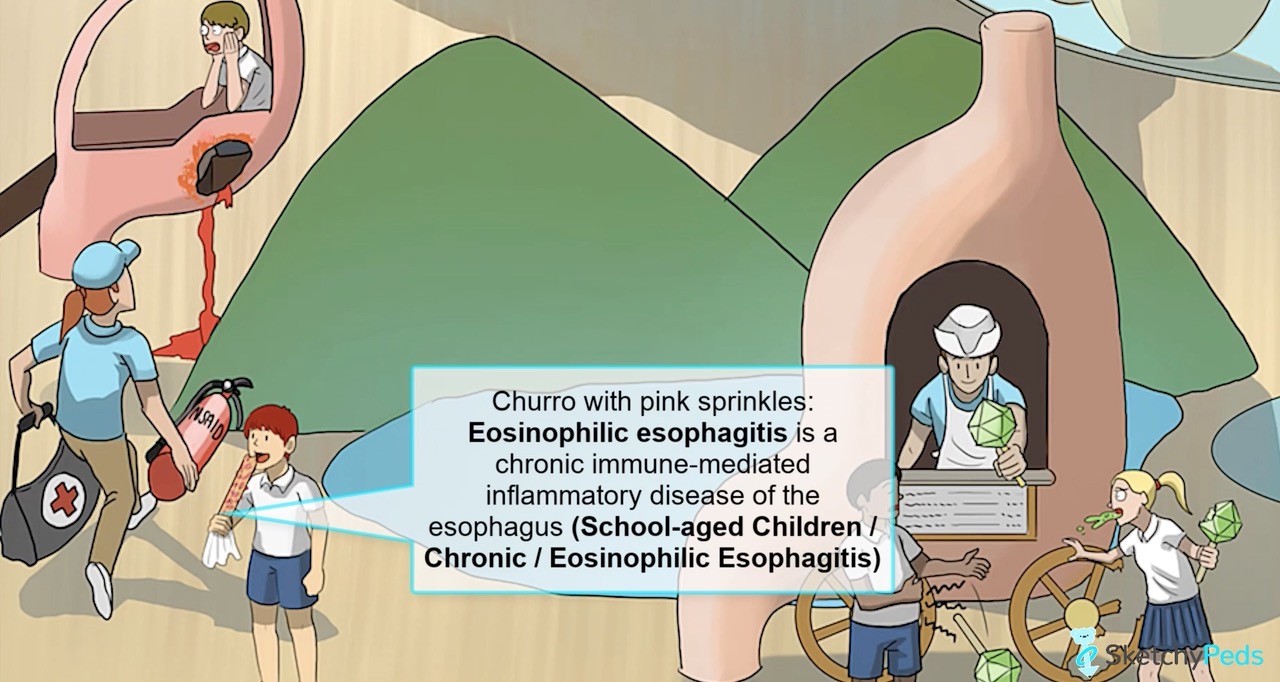 NSAID
Churro with pink sprinkles:
Eosinophilic esophagitis is a
chronic immune-mediated
inflammatory disease of the
esophagus (School-aged Children /
Chronic / Eosinophilic Esophagitis)
SketchyPeds